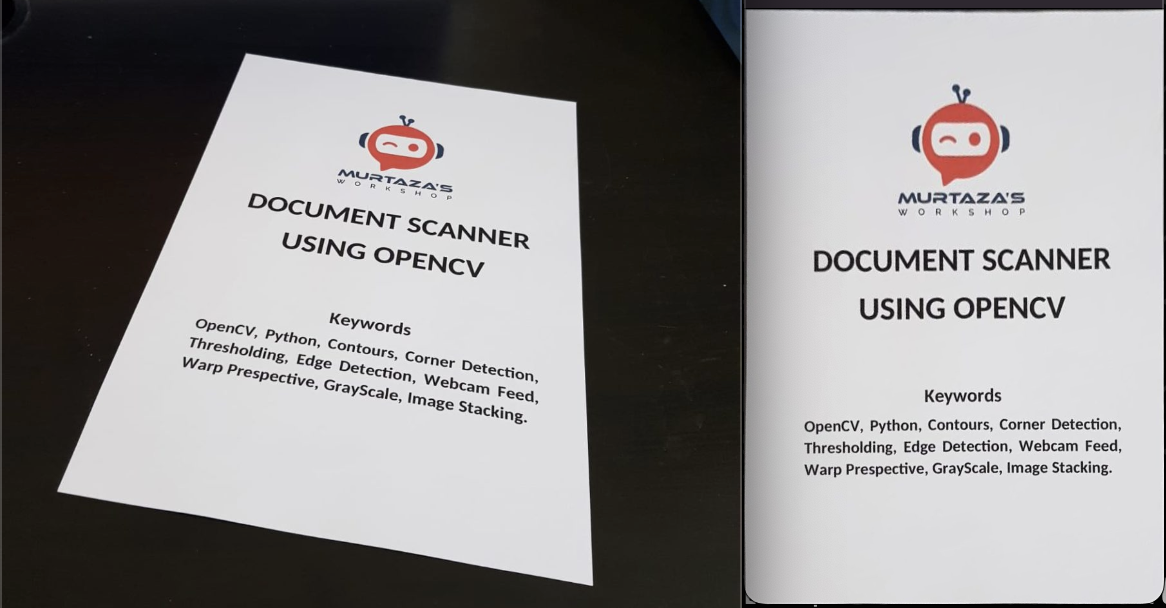 MURTAZA'S
WORKSHOP
DOCUMENT SCANNER
USING OPENCV
Keywords
OpenCV, Python, Contours, Corner Detection,
Thresholding, Edge Detection, Webcam Feed,
Warp Prespective, GrayScale, Image Stacking.
MURTAZA'S
WORKSHOP
DOCUMENT SCANNER
USING OPENCV
Keywords
OpenCV, Python, Contours, Corner Detection,
Thresholding, Edge Detection, Webcam Feed,
Warp Prespective, GrayScale, Image Stacking.